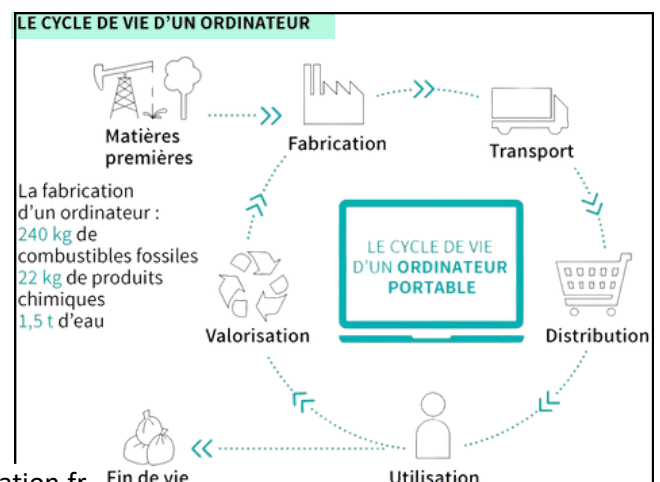 LE CYCLE DE VIE D'UN ORDINATEUR
Matières
premières
Fabrication
Transport
La fabrication
d'un ordinateur :
240 kg de
combustibles fossiles
22 kg de produits
chimiques
1,5 t d'eau
LE CYCLE DE VIE
D'UN ORDINATEUR
PORTABLE
Valorisation
Distribution
Fin de vie
Utilisation